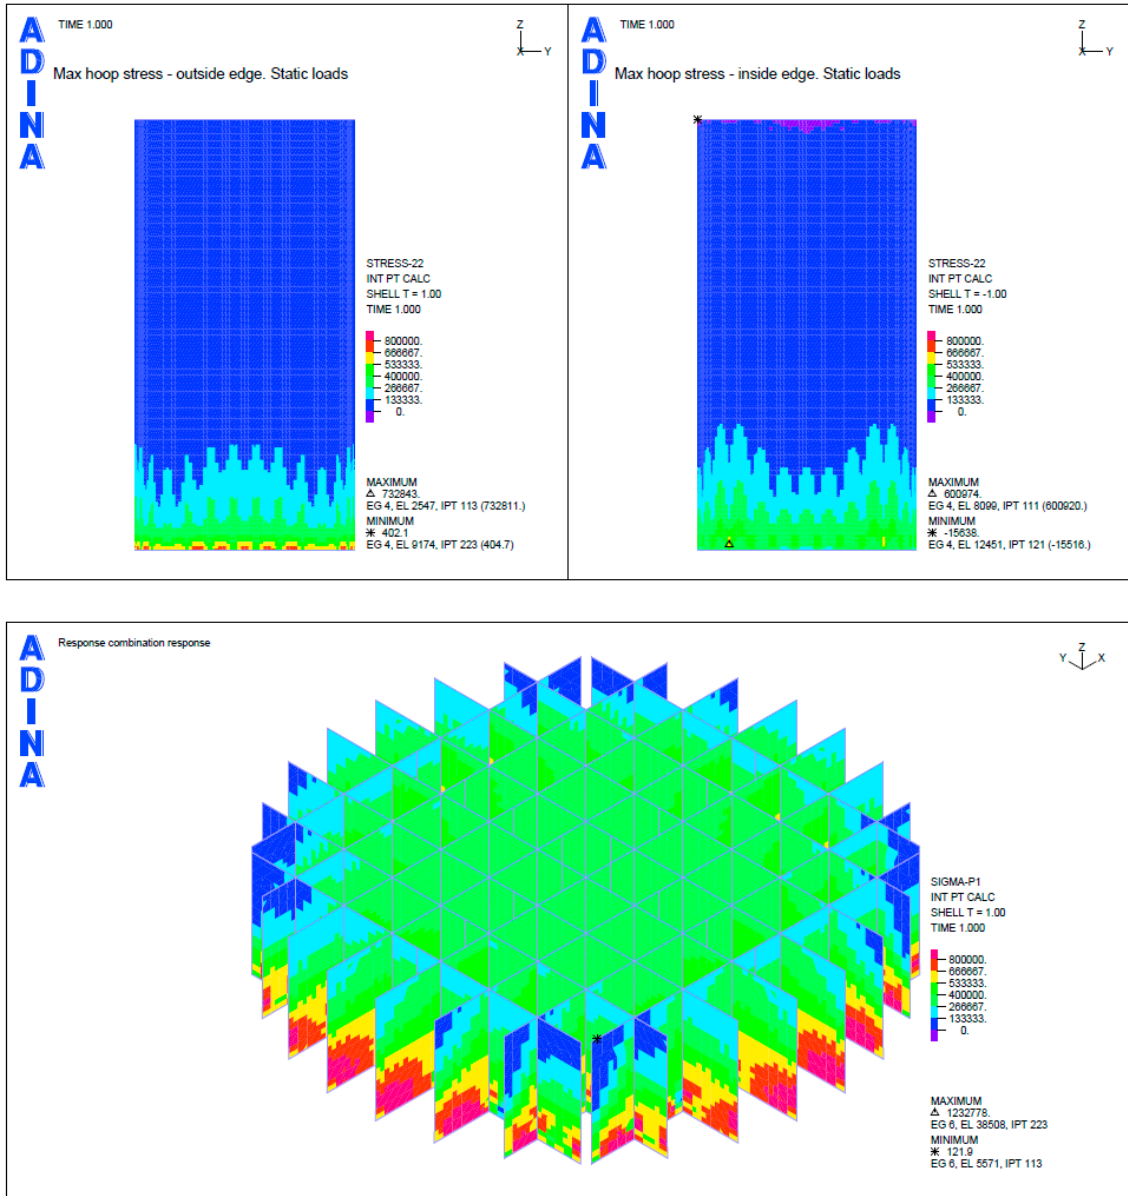 ADINA
TIME 1.000
Z
X Y
Max hoop stress - outside edge. Static loads
STRESS-22
INT PT CALC
SHELL T = 1.00
TIME 1.000
800000.
666667.
533333.
400000.
266667.
133333.
0.
MAXIMUM
732843.
EG 4, EL 2547, IPT 113 (732811.)
MINIMUM
402.1
EG 4, EL 9174, IPT 223 (404.7)
ADINA
TIME 1.000
Z
X Y
Max hoop stress - inside edge. Static loads
STRESS-22
INT PT CALC
SHELL T = -1.00
TIME 1.000
800000.
666667.
533333.
400000.
266667.
133333.
0.
MAXIMUM
600974.
EG 4, EL 8099, IPT 111 (600920.)
MINIMUM
-15638.
EG 4, EL 12451, IPT 121 (-15516.)
ADINA
Response combination response
Z
Y X
SIGMA-P1
INT PT CALC
SHELL T = 1.00
TIME 1.000
800000.
666667.
533333.
400000.
266667.
133333.
0.
MAXIMUM
1232778.
EG 6, EL 38508, IPT 223
MINIMUM
121.9
EG 6, EL 5571, IPT 113